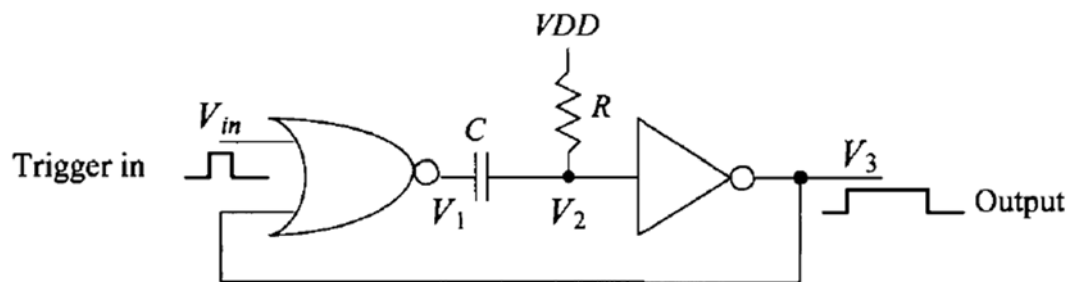 VDD
R
V_in
C
Trigger in
V_1
V_2
V_3
Output